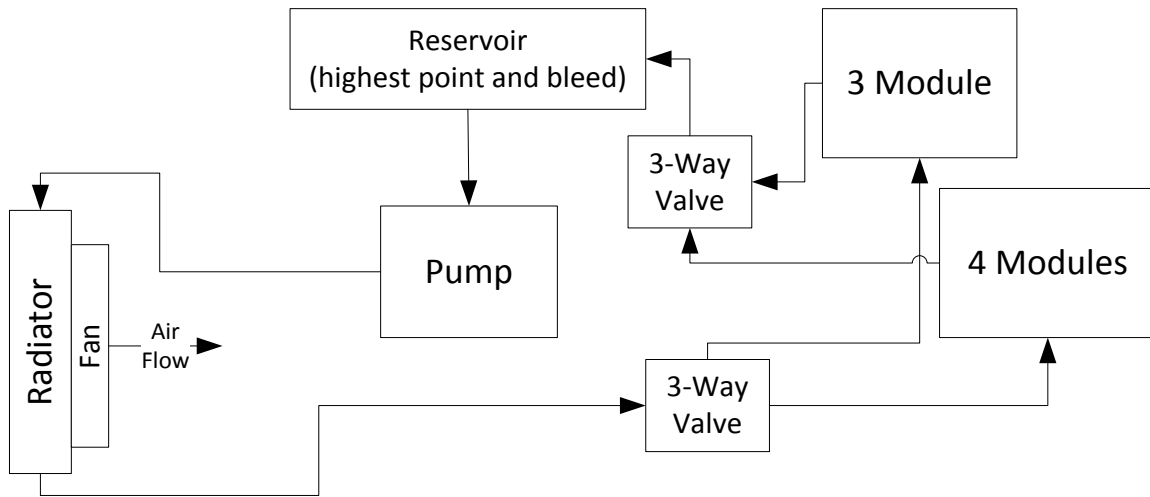 Reservoir
(highest point and bleed)
3 Module
3-Way
Valve
4 Modules
Pump
Radiator
Fan
Air
Flow
3-Way
Valve